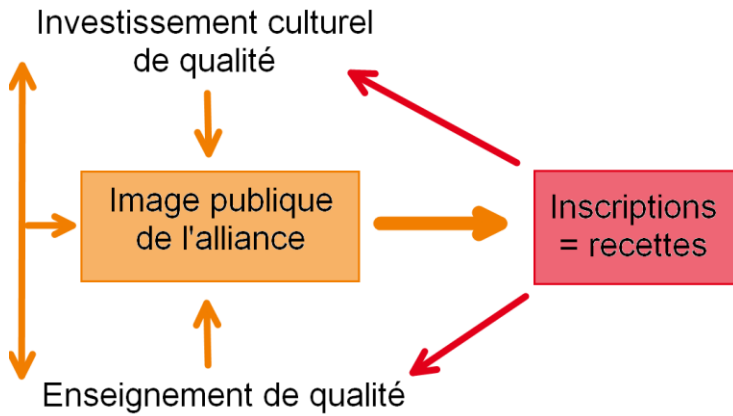 Investissement culturel
de qualité
Image publique
de l'alliance
Inscriptions
= recettes
Enseignement de qualité